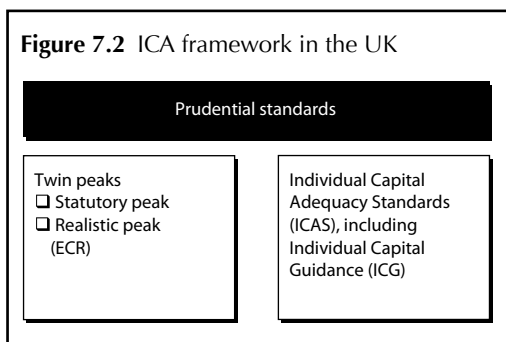 Figure 7.2 ICA framework in the UK
Prudential standards
Twin peaks
❑ Statutory peak
❑ Realistic peak
(ECR)
Individual Capital
Adequacy Standards
(ICAS), including
Individual Capital
Guidance (ICG)